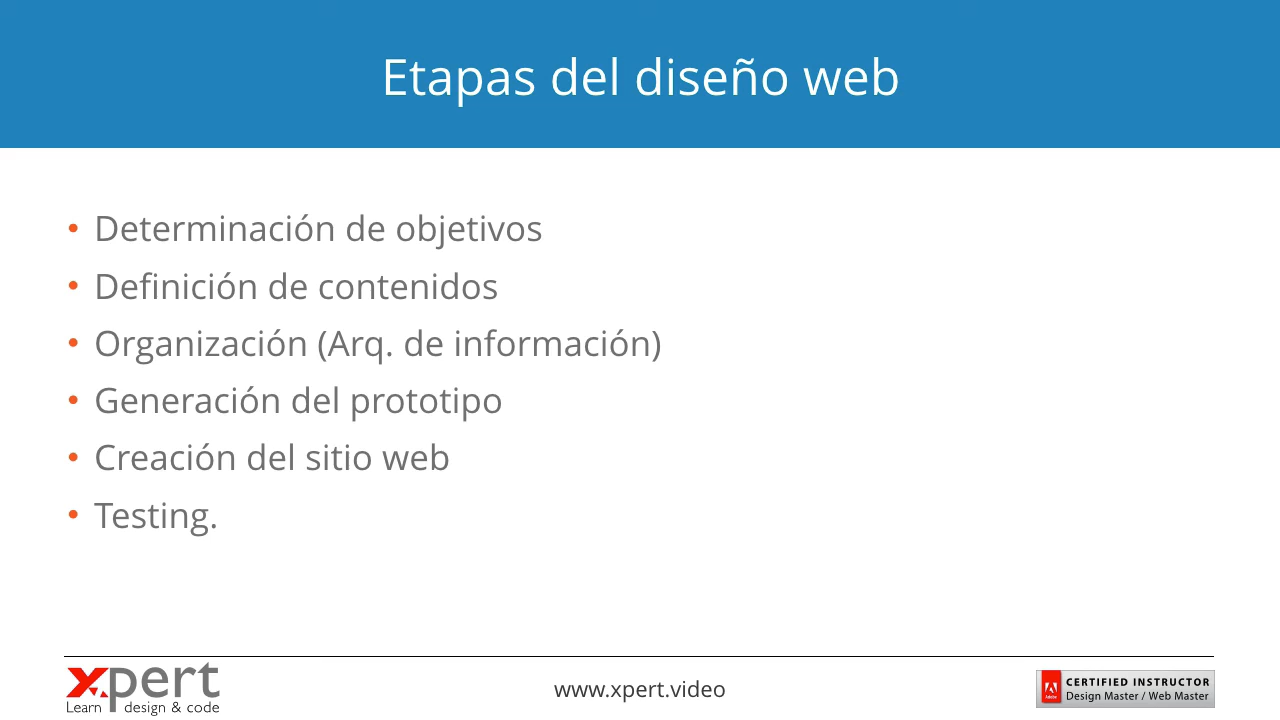 Etapas del diseño web
• Determinación de objetivos
• Definición de contenidos
• Organización (Arq. de información)
• Generación del prototipo
• Creación del sitio web
• Testing.
xpert
Learn design & code
www.xpert.video
Adobe
CERTIFIED INSTRUCTOR
Design Master / Web Master